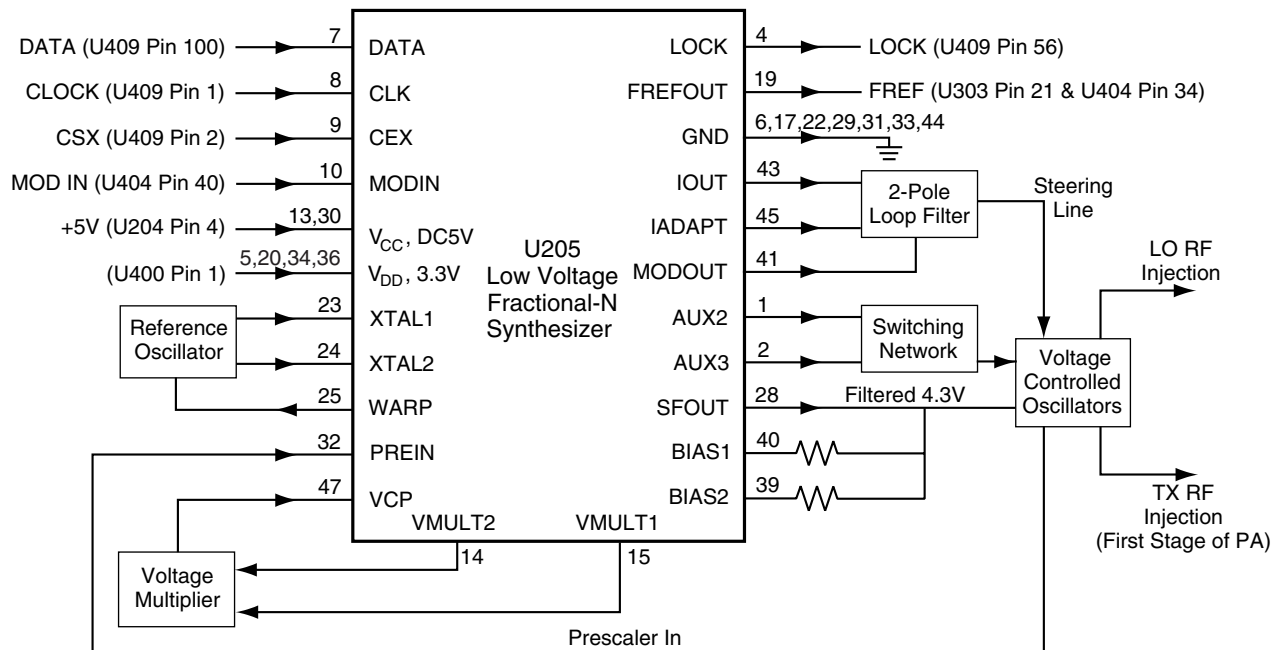 DATA (U409 Pin 100)
7
DATA
CLOCK (U409 Pin 1)
8
CLK
CSX (U409 Pin 2)
9
CEX
MOD IN (U404 Pin 40)
10
MODIN
+5V (U204 Pin 4)
13,30
VCC, DC5V
(U400 Pin 1)
5,20,34,36
VDD, 3.3V
Reference
Oscillator
23
XTAL1
24
XTAL2
25
WARP
32
PREIN
47
VCP
VMULT2
14
VMULT1
15
Voltage
Multiplier
U205
Low Voltage
Fractional-N
Synthesizer
LOCK
4
LOCK (U409 Pin 56)
FREFOUT
19
FREF (U303 Pin 21 & U404 Pin 34)
GND
6,17,22,29,31,33,44
IOUT
43
IADAPT
45
MODOUT
41
2-Pole
Loop Filter
Steering
Line
AUX2
1
AUX3
2
Switching
Network
SFOUT
28
Filtered 4.3V
BIAS1
40
BIAS2
39
LO RF
Injection
Voltage
Controlled
Oscillators
TX RF
Injection
(First Stage of PA)
Prescaler In